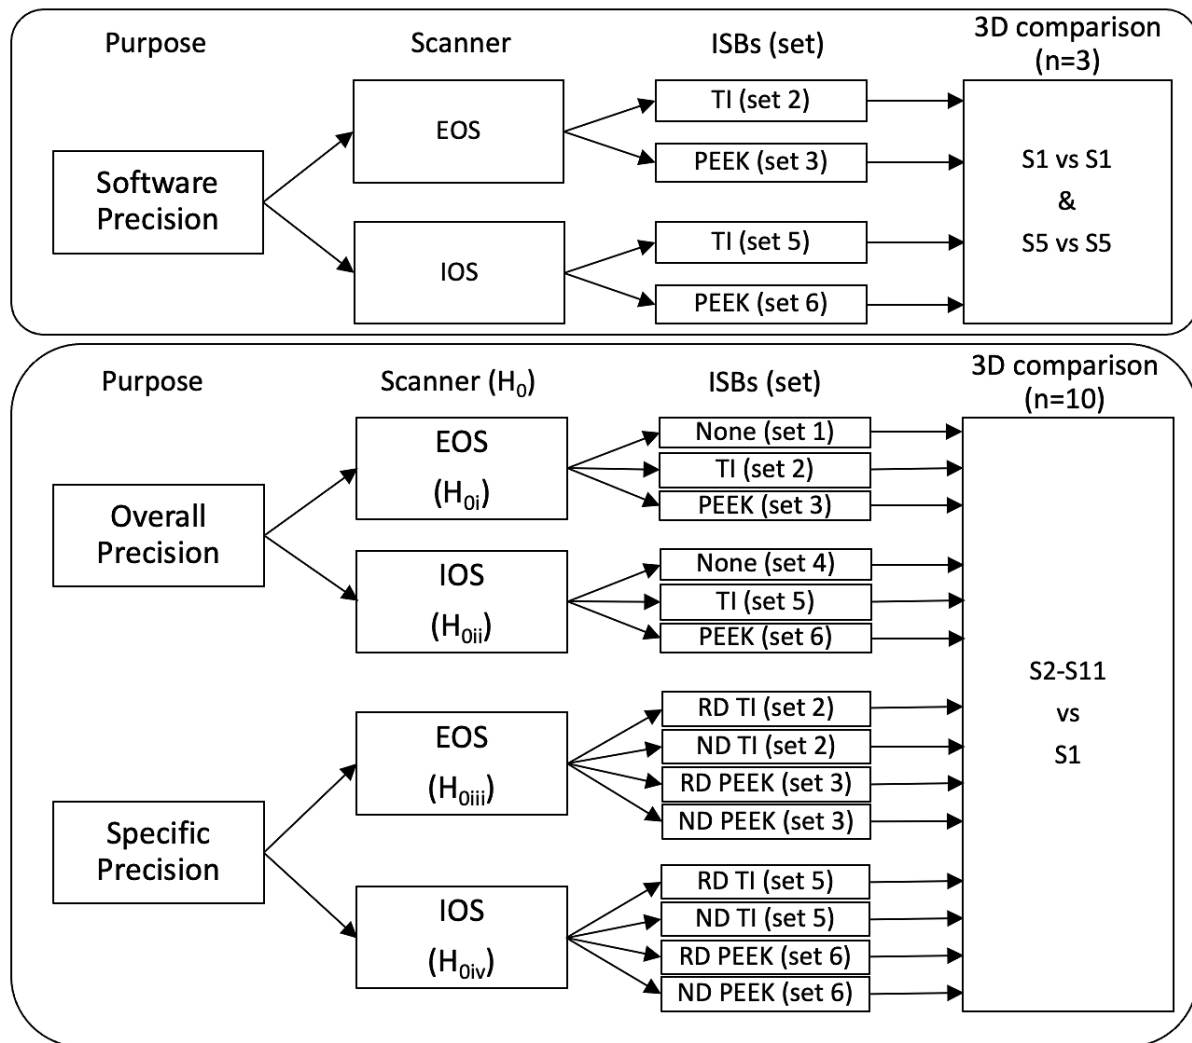 Purpose
Scanner
ISBs (set)
3D comparison
(n=3)
Software
Precision
EOS
IOS
TI (set 2)
PEEK (set 3)
TI (set 5)
PEEK (set 6)
S1 vs S1
&
S5 vs S5
Purpose
Scanner (H₀)
ISBs (set)
3D comparison
(n=10)
Overall
Precision
EOS
(H₀ᵢ)
None (set 1)
TI (set 2)
PEEK (set 3)
IOS
(H₀ᵢᵢ)
None (set 4)
TI (set 5)
PEEK (set 6)
Specific
Precision
EOS
(H₀ᵢᵢᵢ)
RD TI (set 2)
ND TI (set 2)
RD PEEK (set 3)
ND PEEK (set 3)
IOS
(H₀ᵢᵥ)
RD TI (set 5)
ND TI (set 5)
RD PEEK (set 6)
ND PEEK (set 6)
S2-S11
vs
S1